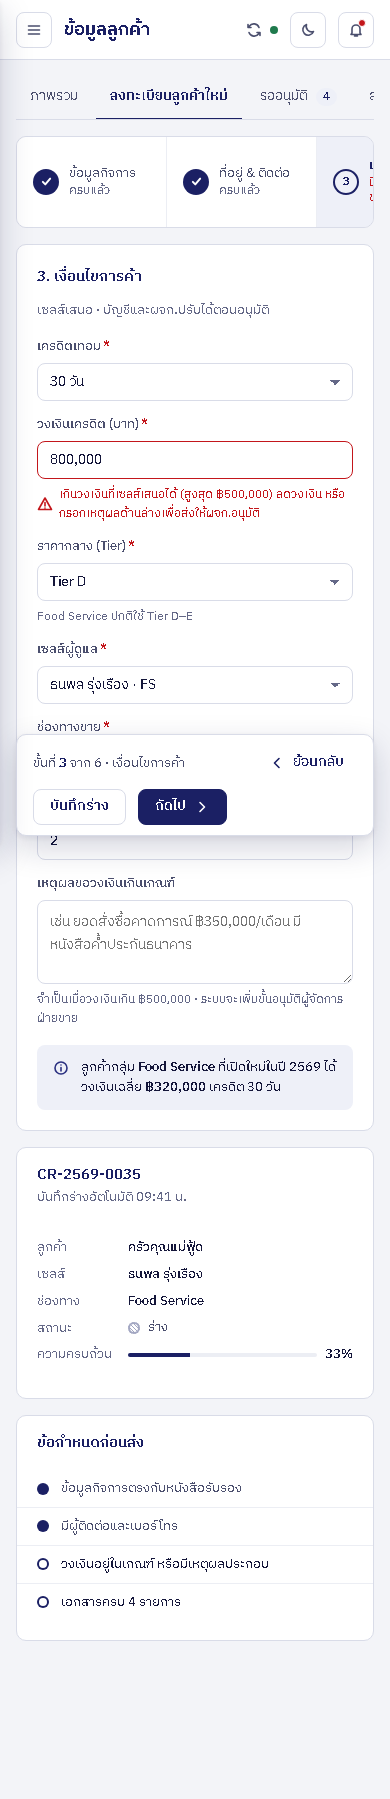 ข้อมูลลูกค้า
ภาพรวม
ลงทะเบียนลูกค้าใหม่
รออนุมัติ 4
ข้อมูลกิจการ
ครบแล้ว
ที่อยู่ & ติดต่อ
ครบแล้ว
3
3. เงื่อนไขการค้า
เซลส์เสนอ · บัญชีและผจก.ปรับได้ตอนอนุมัติ
เครดิตเทอม *
30 วัน
วงเงินเครดิต (บาท) *
800,000
เกินวงเงินที่เซลส์เสนอได้ (สูงสุด ฿500,000) ลดวงเงิน หรือ
กรอกเหตุผลด้านล่างเพื่อส่งให้ผจก.อนุมัติ
ราคากลาง (Tier) *
Tier D
Food Service ปกติใช้ Tier D–E
เซลส์ผู้ดูแล *
ธนพล รุ่งเรือง · FS
ช่องทางขาย *
ขั้นที่ 3 จาก 6 · เงื่อนไขการค้า
ย้อนกลับ
บันทึกร่าง
ถัดไป
2
เหตุผลขอวงเงินเกินเกณฑ์
เช่น ยอดสั่งซื้อคาดการณ์ ฿350,000/เดือน มี
หนังสือค้ำประกันธนาคาร
จำเป็นเมื่อวงเงินเกิน ฿500,000 · ระบบจะเพิ่มขั้นอนุมัติผู้จัดการ
ฝ่ายขาย
ลูกค้ากลุ่ม Food Service ที่เปิดใหม่ในปี 2569 ได้
วงเงินเฉลี่ย ฿320,000 เครดิต 30 วัน
CR-2569-0035
บันทึกร่างอัตโนมัติ 09:41 น.
ลูกค้า ครัวคุณแม่ฟู้ด
เซลส์ ธนพล รุ่งเรือง
ช่องทาง Food Service
สถานะ ร่าง
ความครบถ้วน 33%
ข้อกำหนดก่อนส่ง
ข้อมูลกิจการตรงกับหนังสือรับรอง
มีผู้ติดต่อและเบอร์โทร
วงเงินอยู่ในเกณฑ์ หรือมีเหตุผลประกอบ
เอกสารครบ 4 รายการ